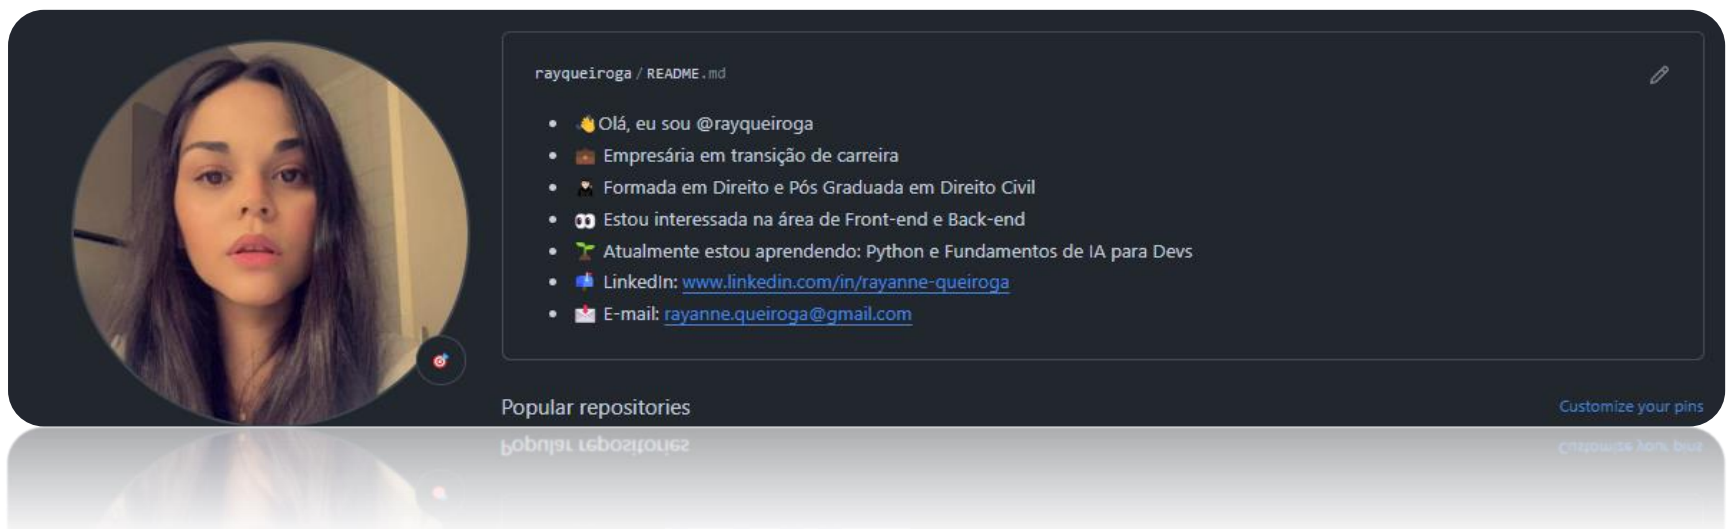 rayqueiroga / README.md
👋Olá, eu sou @rayqueiroga
Empresária em transição de carreira
Formada em Direito e Pós Graduada em Direito Civil
Estou interessada na área de Front-end e Back-end
Atualmente estou aprendendo: Python e Fundamentos de IA para Devs
LinkedIn: www.linkedin.com/in/rayanne-queiroga
E-mail: rayanne.queiroga@gmail.com
Popular repositories
Customize your pins